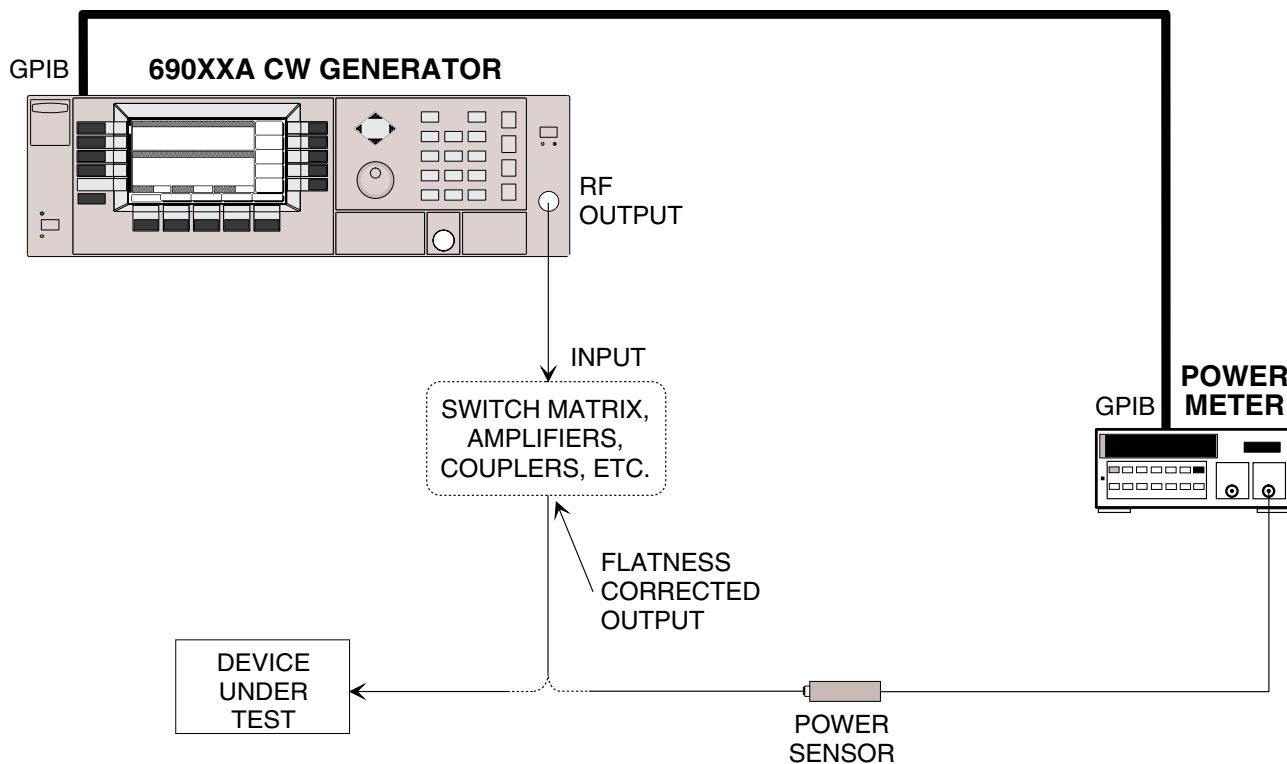 GPIB
690XXA CW GENERATOR
RF
OUTPUT
INPUT
SWITCH MATRIX,
AMPLIFIERS,
COUPLERS, ETC.
POWER
METER
GPIB
FLATNESS
CORRECTED
OUTPUT
DEVICE
UNDER
TEST
POWER
SENSOR